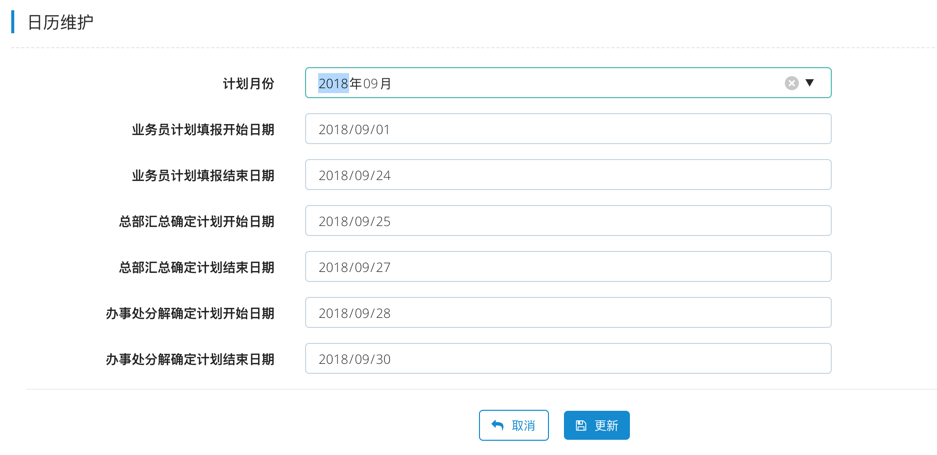 日历维护
计划月份 2018年09月
业务员计划填报开始日期 2018/09/01
业务员计划填报结束日期 2018/09/24
总部汇总确定计划开始日期 2018/09/25
总部汇总确定计划结束日期 2018/09/27
办事处分解确定计划开始日期 2018/09/28
办事处分解确定计划结束日期 2018/09/30
取消 更新